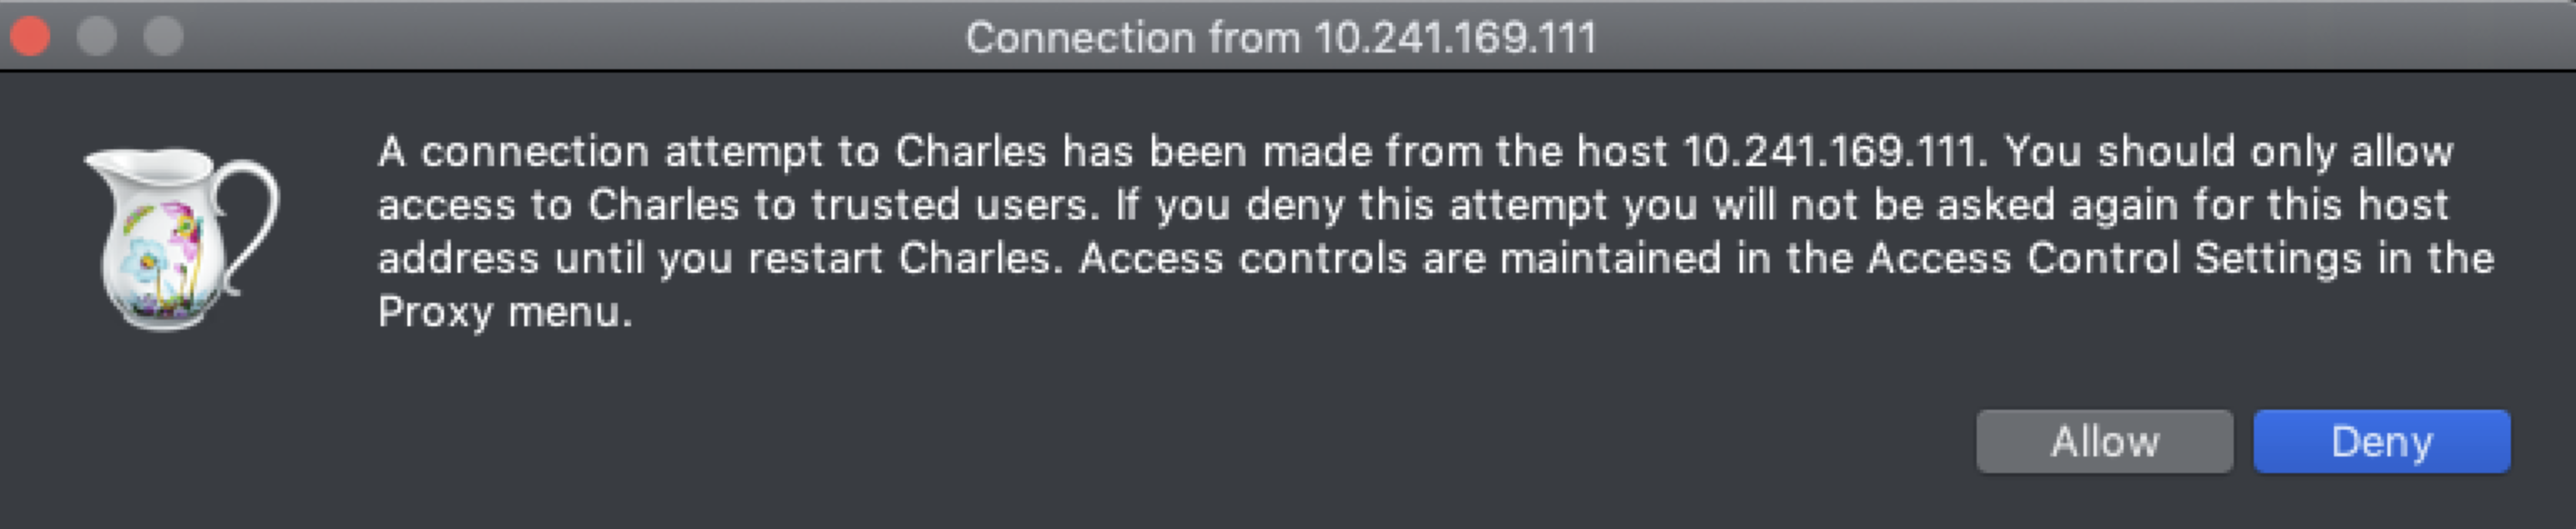 Connection from 10.241.169.111
A connection attempt to Charles has been made from the host 10.241.169.111. You should only allow
access to Charles to trusted users. If you deny this attempt you will not be asked again for this host
address until you restart Charles. Access controls are maintained in the Access Control Settings in the
Proxy menu.
Allow Deny